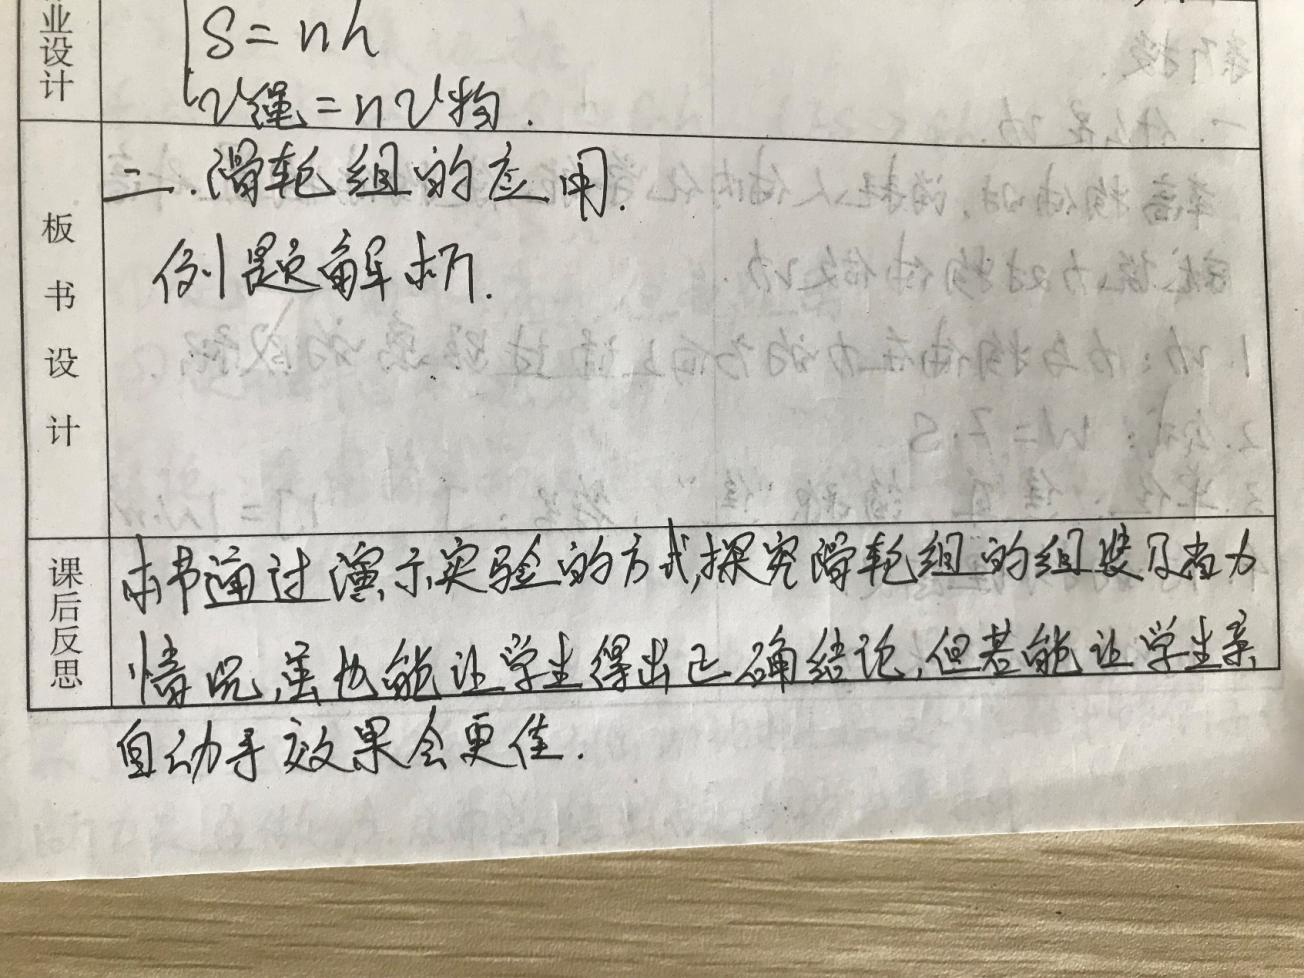 业设计
S=nh
v绳=nv物.
板书设计
二.滑轮组的应用.
例题解析.
课后反思
本节通过演示实验的方式,探究滑轮组的组装及省力
情况,虽也能让学生得出正确结论,但若能让学生亲
自动手效果会更佳.